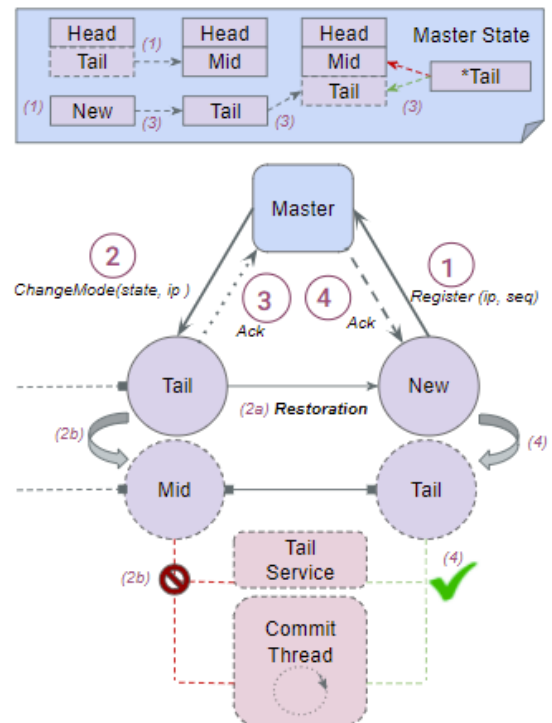 Head
Head
Head
Master State
(1)
Tail
Mid
Mid
*Tail
Tail
(1)
New
(3)
Tail
(3)
(3)
Master
2
1
ChangeMode(state, ip )
3
4
Register (ip, seq)
Ack
Ack
Tail
New
(2a) Restoration
(2b)
(4)
Mid
Tail
Tail
Service
(2b)
(4)
Commit
Thread